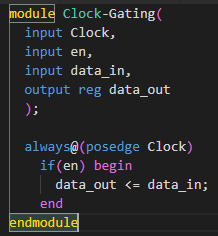 module Clock-Gating(
input Clock,
input en,
input data_in,
output reg data_out
);
always@(posedge Clock)
if(en) begin
data_out <= data_in;
end
endmodule